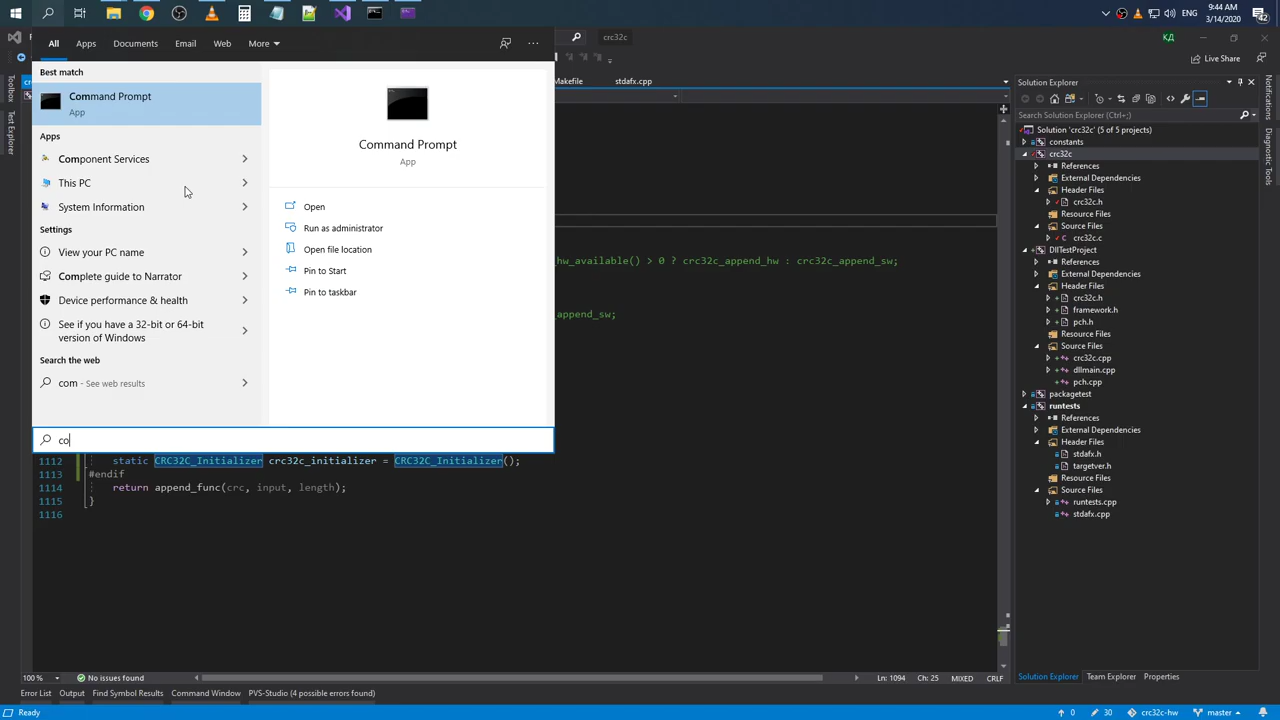 ENG
9:44 AM
3/14/2020
All
Apps
Documents
Email
Web
More
crc32c
КД
Live Share
Best match
Command Prompt
App
Apps
Component Services
This PC
System Information
Settings
View your PC name
Complete guide to Narrator
Device performance & health
See if you have a 32-bit or 64-bit
version of Windows
Search the web
com - See web results
co
Command Prompt
App
Open
Run as administrator
Open file location
Pin to Start
Pin to taskbar
Toolbox
Test Explorer
Makefile
stdafx.cpp
hw_available() > 0 ? crc32c_append_hw : crc32c_append_sw;
append_sw;
1112 static CRC32C_Initializer crc32c_initializer = CRC32C_Initializer();
1113 #endif
1114 return append_func(crc, input, length);
1115 }
1116
Solution Explorer
Search Solution Explorer (Ctrl+;)
Solution 'crc32c' (5 of 5 projects)
constants
crc32c
References
External Dependencies
Header Files
crc32c.h
Resource Files
Source Files
crc32c.c
DllTestProject
References
External Dependencies
Header Files
crc32c.h
framework.h
pch.h
Resource Files
Source Files
crc32c.cpp
dllmain.cpp
pch.cpp
packagetest
runtests
References
External Dependencies
Header Files
stdafx.h
targetver.h
Resource Files
Source Files
runtests.cpp
stdafx.cpp
Notifications
Diagnostic Tools
100 %
No issues found
Ln: 1094
Ch: 25
MIXED
CRLF
Solution Explorer
Team Explorer
Properties
Error List
Output
Find Symbol Results
Command Window
PVS-Studio (4 possible errors found)
Ready
0
30
crc32c-hw
master